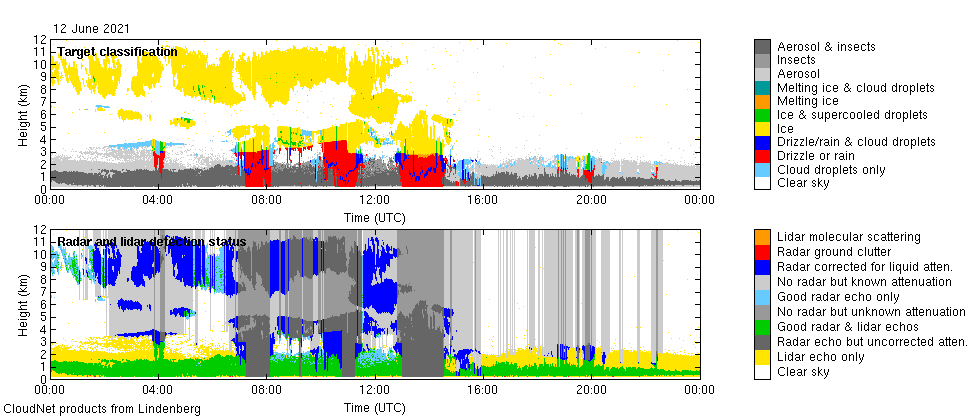 12 June 2021
Target classification
12
11
10
9
8
7
6
5
4
3
2
1
0
Height (km)
00:00 04:00 08:00 12:00 16:00 20:00 00:00
Time (UTC)
Aerosol & insects
Insects
Aerosol
Melting ice & cloud droplets
Melting ice
Ice & supercooled droplets
Ice
Drizzle/rain & cloud droplets
Drizzle or rain
Cloud droplets only
Clear sky
Radar and lidar detection status
12
11
10
9
8
7
6
5
4
3
2
1
0
Height (km)
00:00 04:00 08:00 12:00 16:00 20:00 00:00
Time (UTC)
Lidar molecular scattering
Radar ground clutter
Radar corrected for liquid atten.
No radar but known attenuation
Good radar echo only
No radar but unknown attenuation
Good radar & lidar echos
Radar echo but uncorrected atten.
Lidar echo only
Clear sky
CloudNet products from Lindenberg